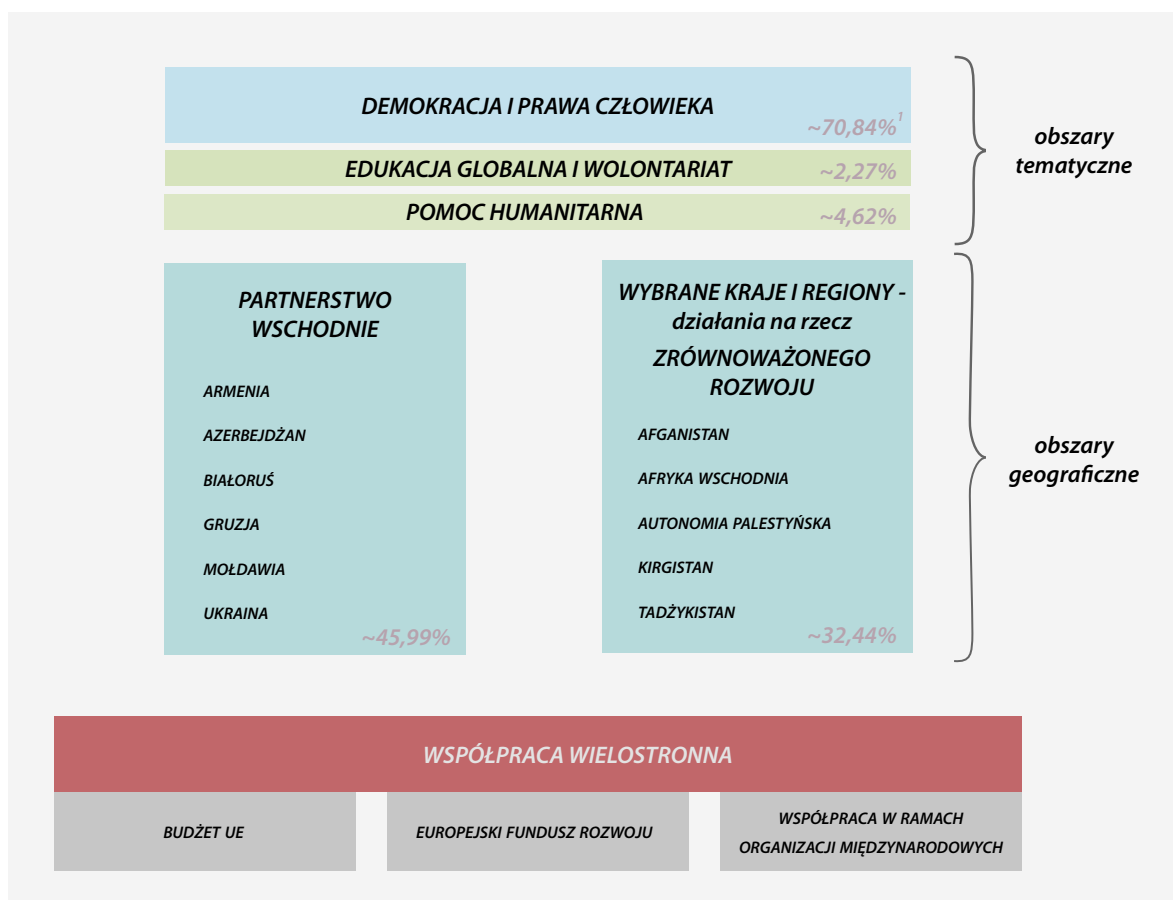 DEMOKRACJA I PRAWA CZŁOWIEKA
~70,84%¹
obszary
tematyczne
EDUKACJA GLOBALNA I WOLONTARIAT
~2,27%
POMOC HUMANITARNA
~4,62%
PARTNERSTWO
WSCHODNIE
ARMENIA
AZERBEJDŻAN
BIAŁORUŚ
GRUZJA
MOŁDAWIA
UKRAINA
~45,99%
WYBRANE KRAJE I REGIONY -
działania na rzecz
ZRÓWNOWAŻONEGO
ROZWOJU
AFGANISTAN
AFRYKA WSCHODNIA
AUTONOMIA PALESTYŃSKA
KIRGISTAN
TADŻYKISTAN
~32,44%
obszary
geograficzne
WSPÓŁPRACA WIELOSTRONNA
BUDŻET UE
EUROPEJSKI FUNDUSZ ROZWOJU
WSPÓŁPRACA W RAMACH
ORGANIZACJI MIĘDZYNARODOWYCH